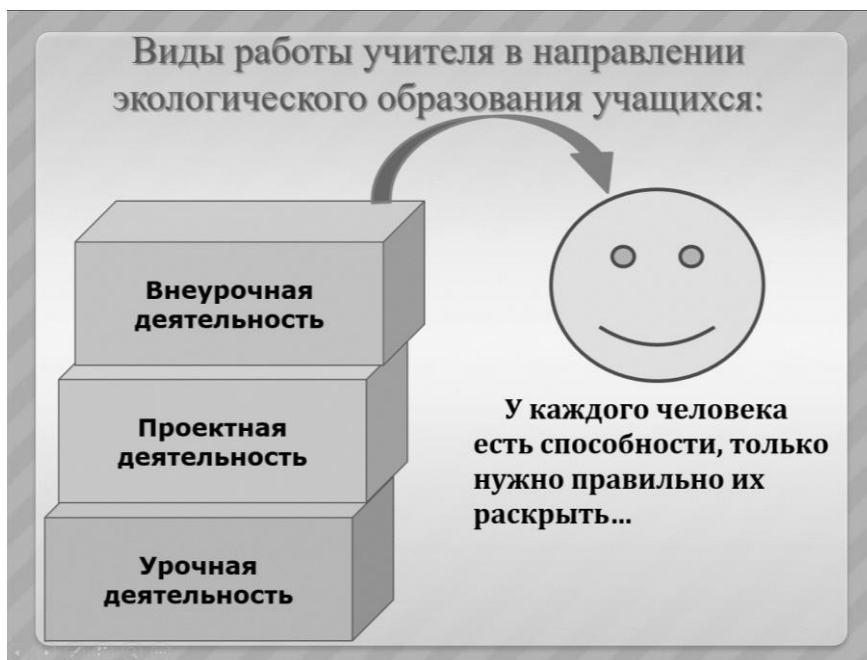 Виды работы учителя в направлении
экологического образования учащихся:
Внеурочная
деятельность
Проектная
деятельность
Урочная
деятельность
У каждого человека
есть способности, только
нужно правильно их
раскрыть...